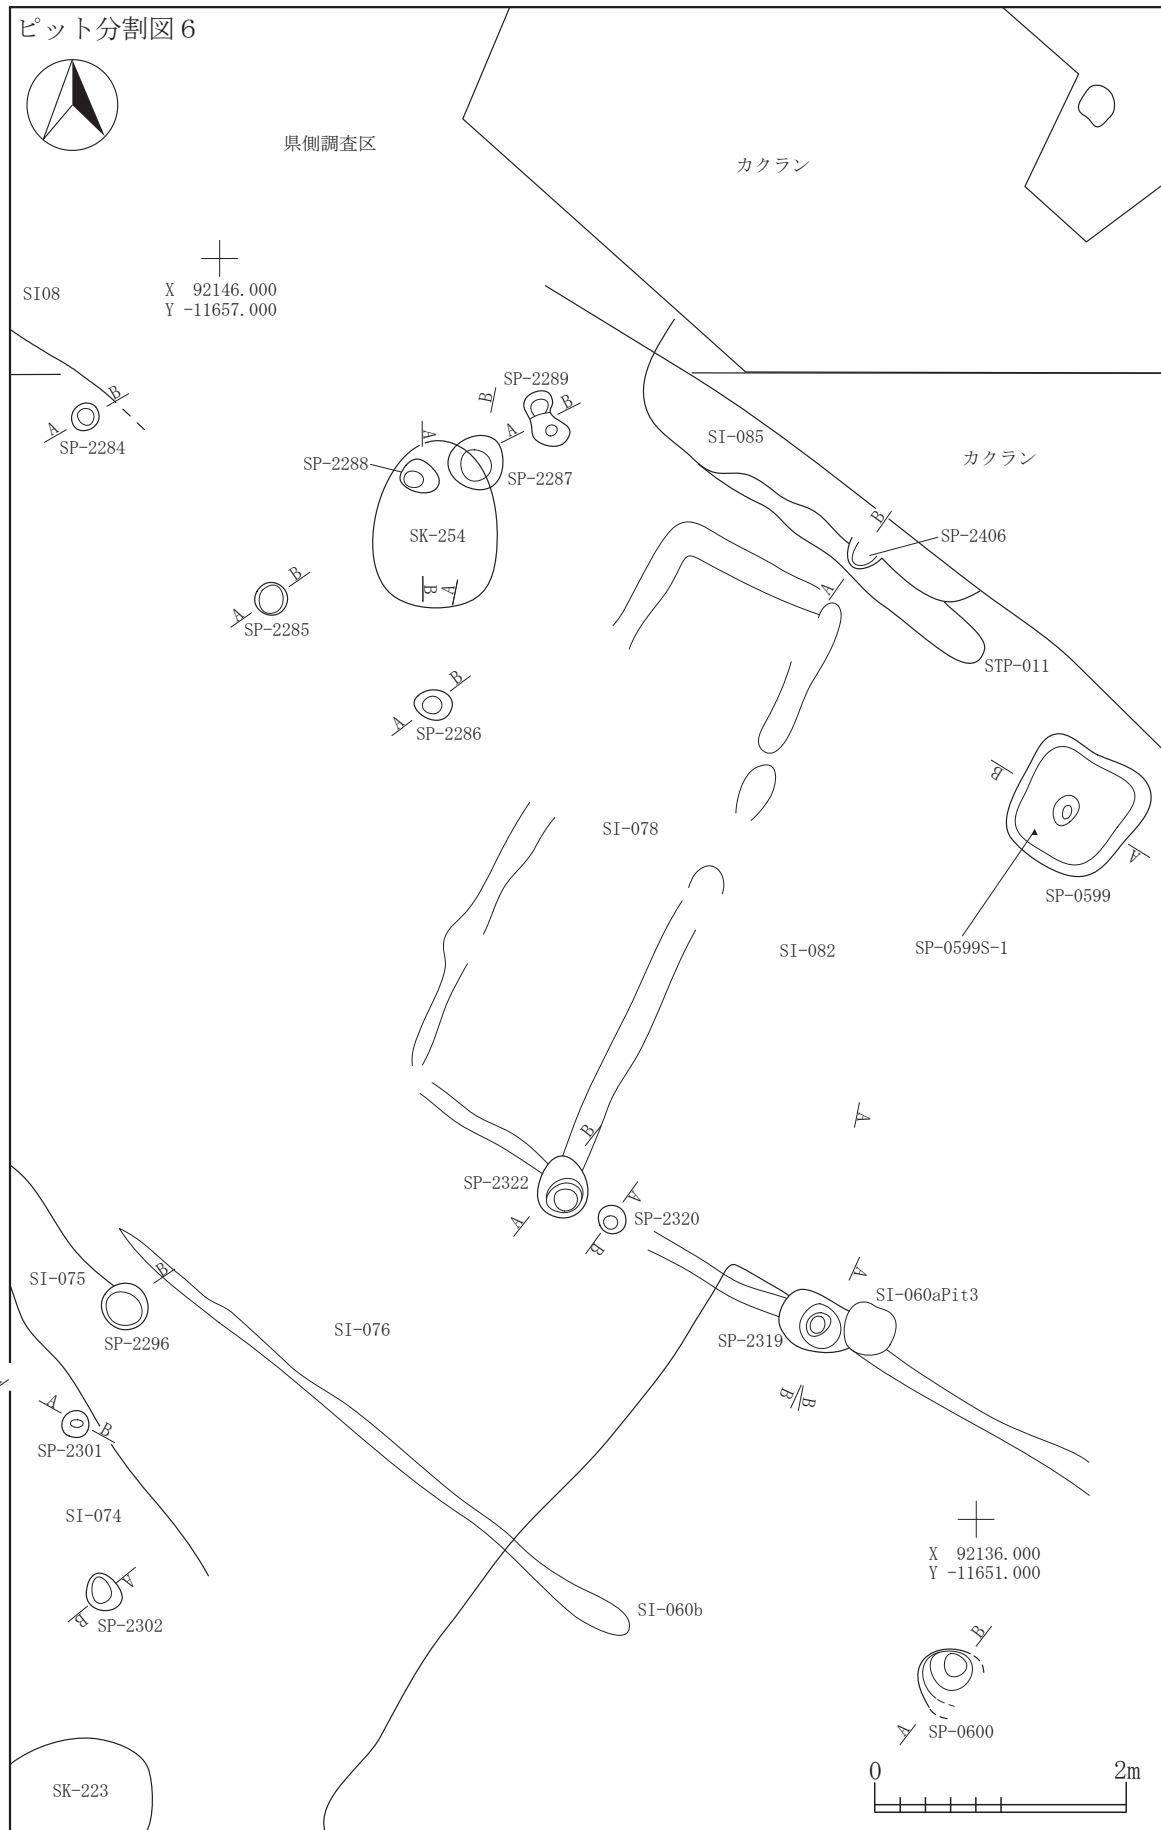 ピット分割図６
県側調査区
カクラン
SI08
X 92146.000
Y -11657.000
SP-2289
B
B
B
A
SP-2284
A
A
SI-085
SP-2288
SP-2287
カクラン
SK-254
B
SP-2406
B
A
B
A
A
SP-2285
STP-011
B
A
SP-2286
B
SI-078
A
SP-0599
SI-082
SP-0599S-1
A
B
SP-2322
A
A
SP-2320
B
B
SI-075
A
SI-060aPit3
SP-2296
SI-076
SP-2319
A
B
B
B
SP-2301
SI-074
X 92136.000
Y -11651.000
A
B
SP-2302
SI-060b
B
A
SP-0600
0
2m
SK-223